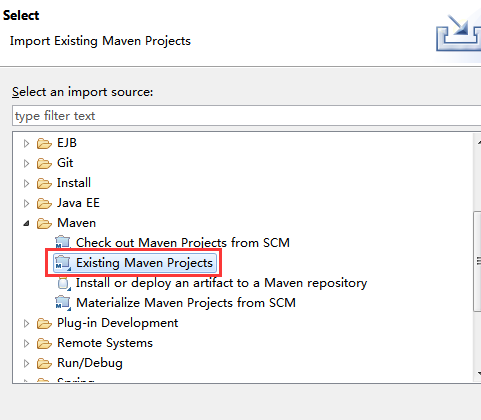 Select
Import Existing Maven Projects
Select an import source:
type filter text
EJB
Git
Install
Java EE
Maven
Check out Maven Projects from SCM
Existing Maven Projects
Install or deploy an artifact to a Maven repository
Materialize Maven Projects from SCM
Plug-in Development
Remote Systems
Run/Debug
Spring